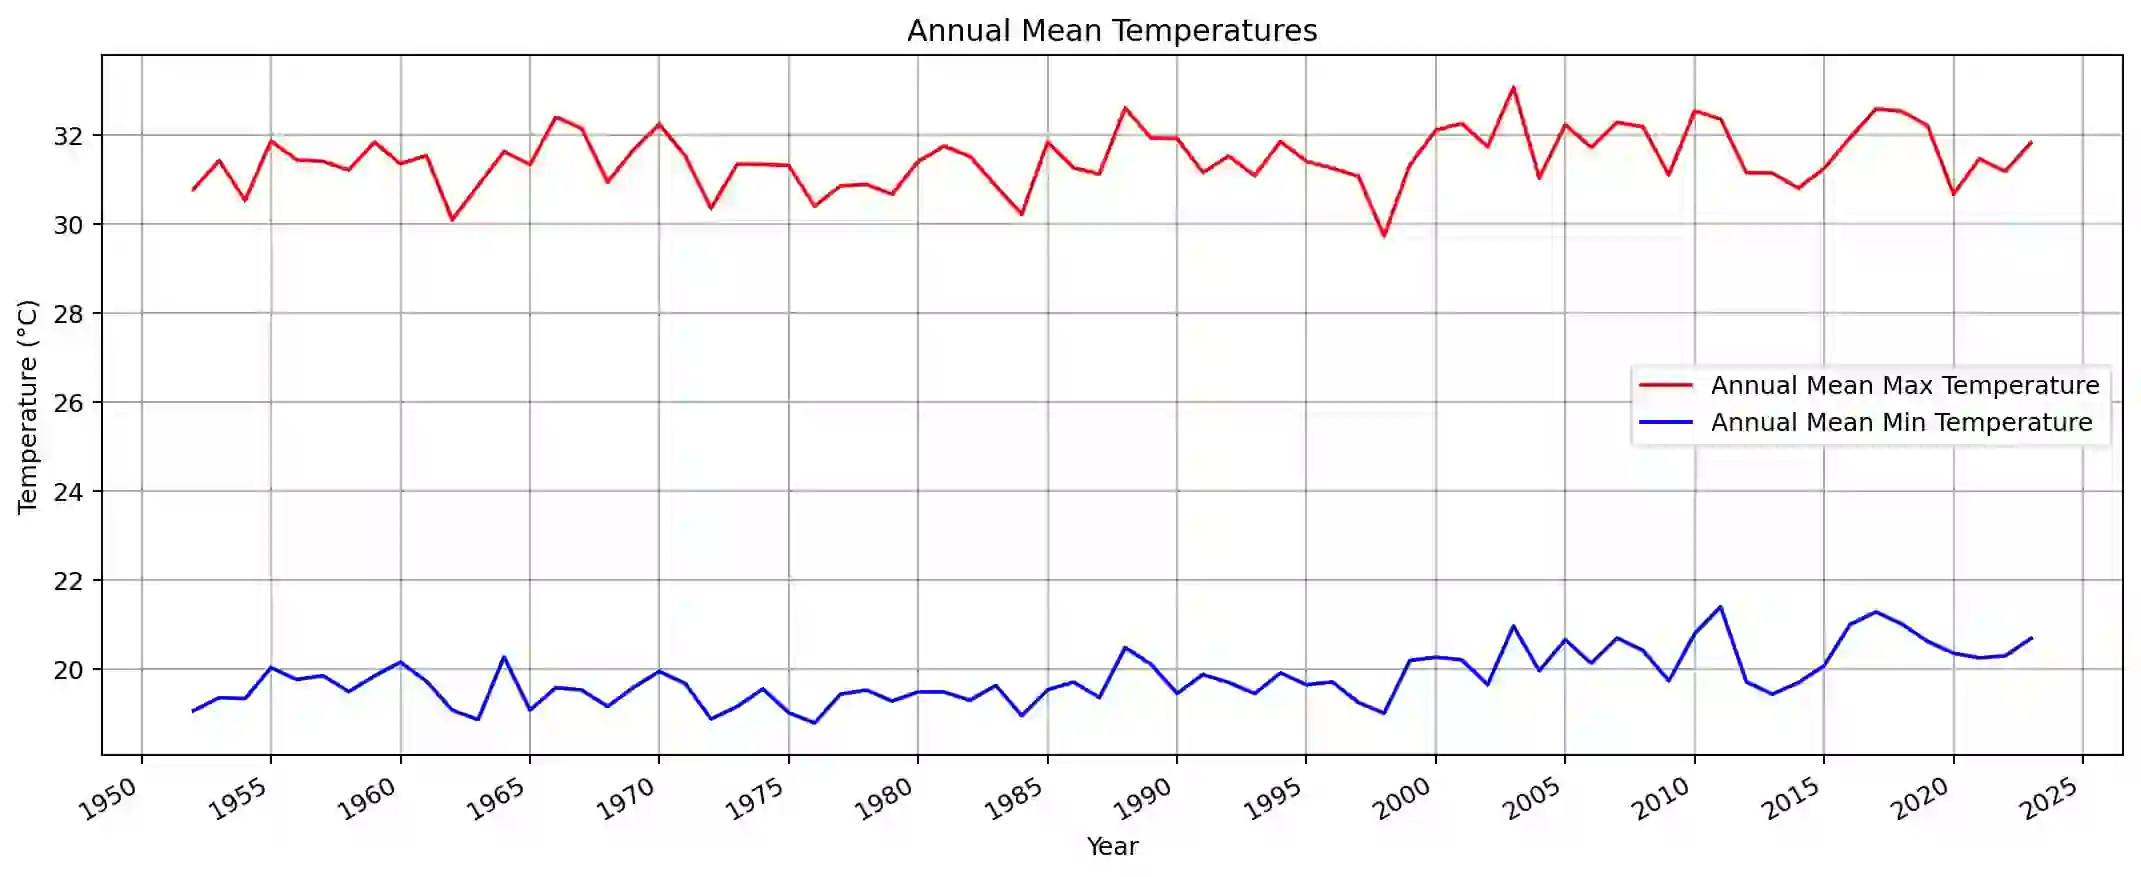 Annual Mean Temperatures
Temperature (°C)
32
30
28
26
24
22
20
Annual Mean Max Temperature
Annual Mean Min Temperature
1950 1955 1960 1965 1970 1975 1980 1985 1990 1995 2000 2005 2010 2015 2020 2025
Year